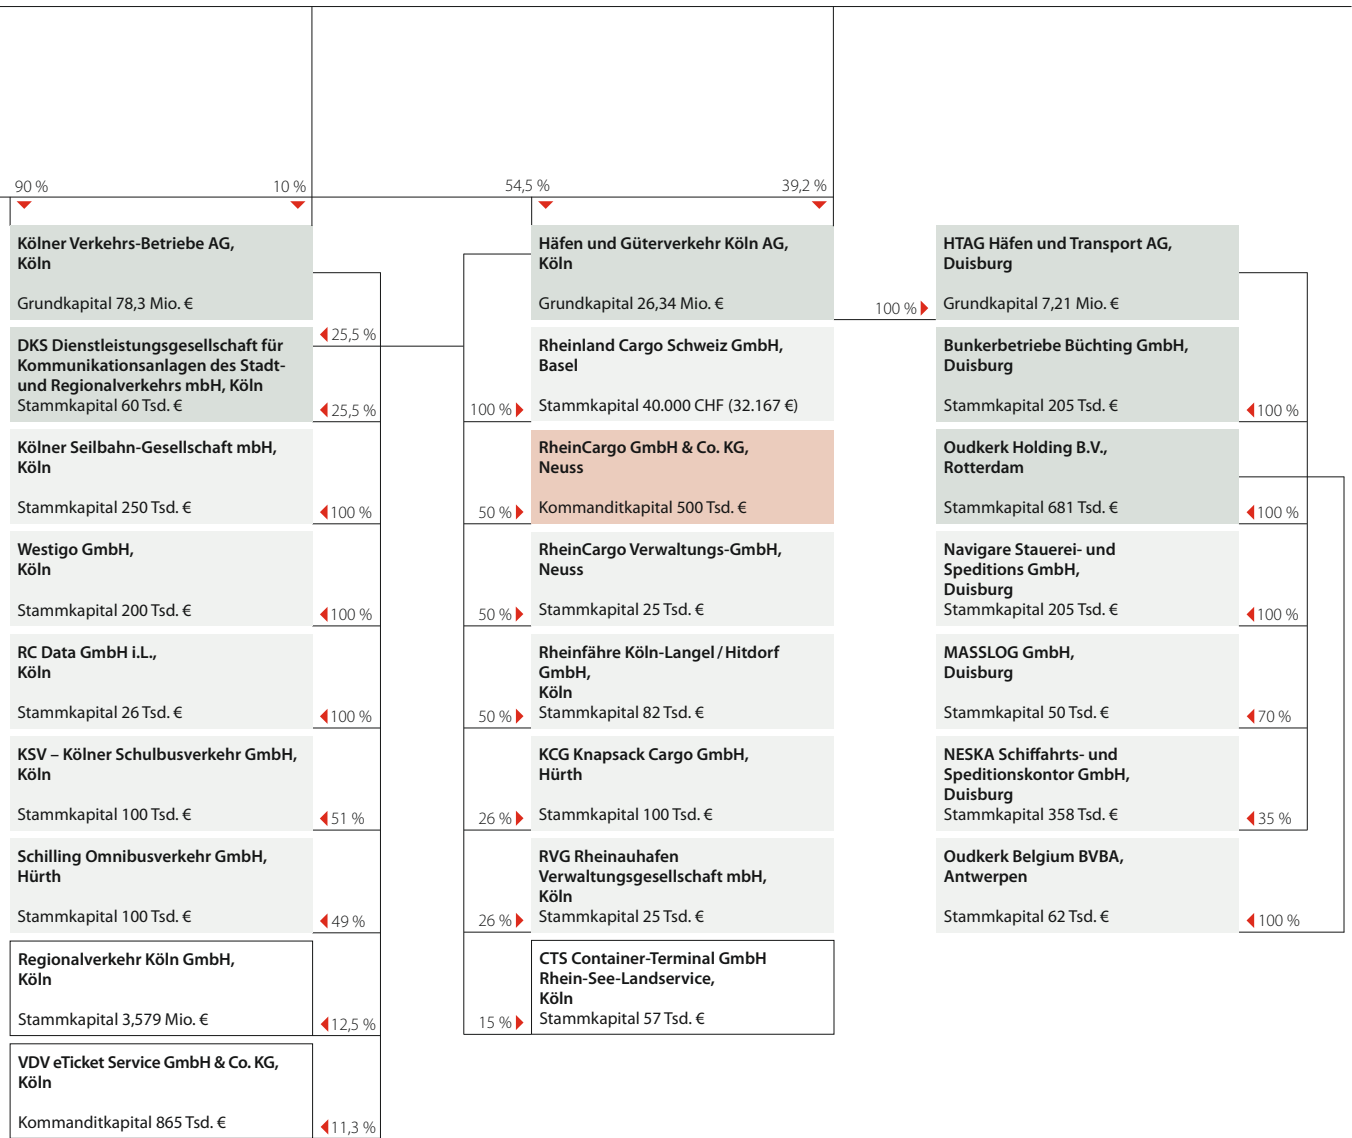 90 %
10 %
54,5 %
39,2 %
Kölner Verkehrs-Betriebe AG,
Köln
Grundkapital 78,3 Mio. €
25,5 %
DKS Dienstleistungsgesellschaft für
Kommunikationsanlagen des Stadt-
und Regionalverkehrs mbH, Köln
Stammkapital 60 Tsd. €
25,5 %
Kölner Seilbahn-Gesellschaft mbH,
Köln
Stammkapital 250 Tsd. €
100 %
Westigo GmbH,
Köln
Stammkapital 200 Tsd. €
100 %
RC Data GmbH i.L.,
Köln
Stammkapital 26 Tsd. €
100 %
KSV – Kölner Schulbusverkehr GmbH,
Köln
Stammkapital 100 Tsd. €
51 %
Schilling Omnibusverkehr GmbH,
Hürth
Stammkapital 100 Tsd. €
49 %
Regionalverkehr Köln GmbH,
Köln
Stammkapital 3,579 Mio. €
12,5 %
VDV eTicket Service GmbH & Co. KG,
Köln
Kommanditkapital 865 Tsd. €
11,3 %
Häfen und Güterverkehr Köln AG,
Köln
Grundkapital 26,34 Mio. €
Rheinland Cargo Schweiz GmbH,
Basel
100 %
Stammkapital 40.000 CHF (32.167 €)
RheinCargo GmbH & Co. KG,
Neuss
50 %
Kommanditkapital 500 Tsd. €
RheinCargo Verwaltungs-GmbH,
Neuss
50 %
Stammkapital 25 Tsd. €
Rheinfähre Köln-Langel / Hitdorf
GmbH,
Köln
50 %
Stammkapital 82 Tsd. €
KCG Knapsack Cargo GmbH,
Hürth
26 %
Stammkapital 100 Tsd. €
RVG Rheinauhafen
Verwaltungsgesellschaft mbH,
Köln
26 %
Stammkapital 25 Tsd. €
CTS Container-Terminal GmbH
Rhein-See-Landservice,
Köln
15 %
Stammkapital 57 Tsd. €
HTAG Häfen und Transport AG,
Duisburg
100 %
Grundkapital 7,21 Mio. €
Bunkerbetriebe Büchting GmbH,
Duisburg
Stammkapital 205 Tsd. €
100 %
Oudkerk Holding B.V.,
Rotterdam
Stammkapital 681 Tsd. €
100 %
Navigare Stauerei- und
Speditions GmbH,
Duisburg
Stammkapital 205 Tsd. €
100 %
MASSLOG GmbH,
Duisburg
Stammkapital 50 Tsd. €
70 %
NESKA Schiffahrts- und
Speditionskontor GmbH,
Duisburg
Stammkapital 358 Tsd. €
35 %
Oudkerk Belgium BVBA,
Antwerpen
Stammkapital 62 Tsd. €
100 %